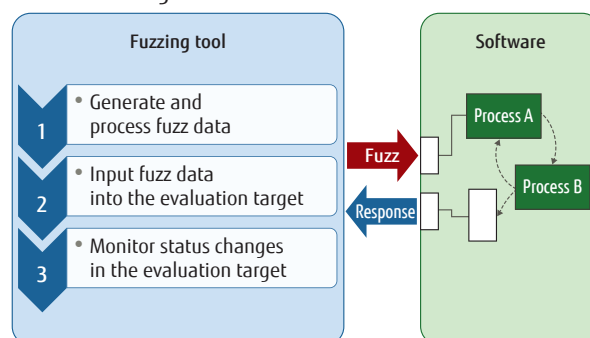 Fuzzing tool
1
• Generate and
process fuzz data
2
• Input fuzz data
into the evaluation target
3
• Monitor status changes
in the evaluation target
Fuzz
Response
Software
Process A
Process B